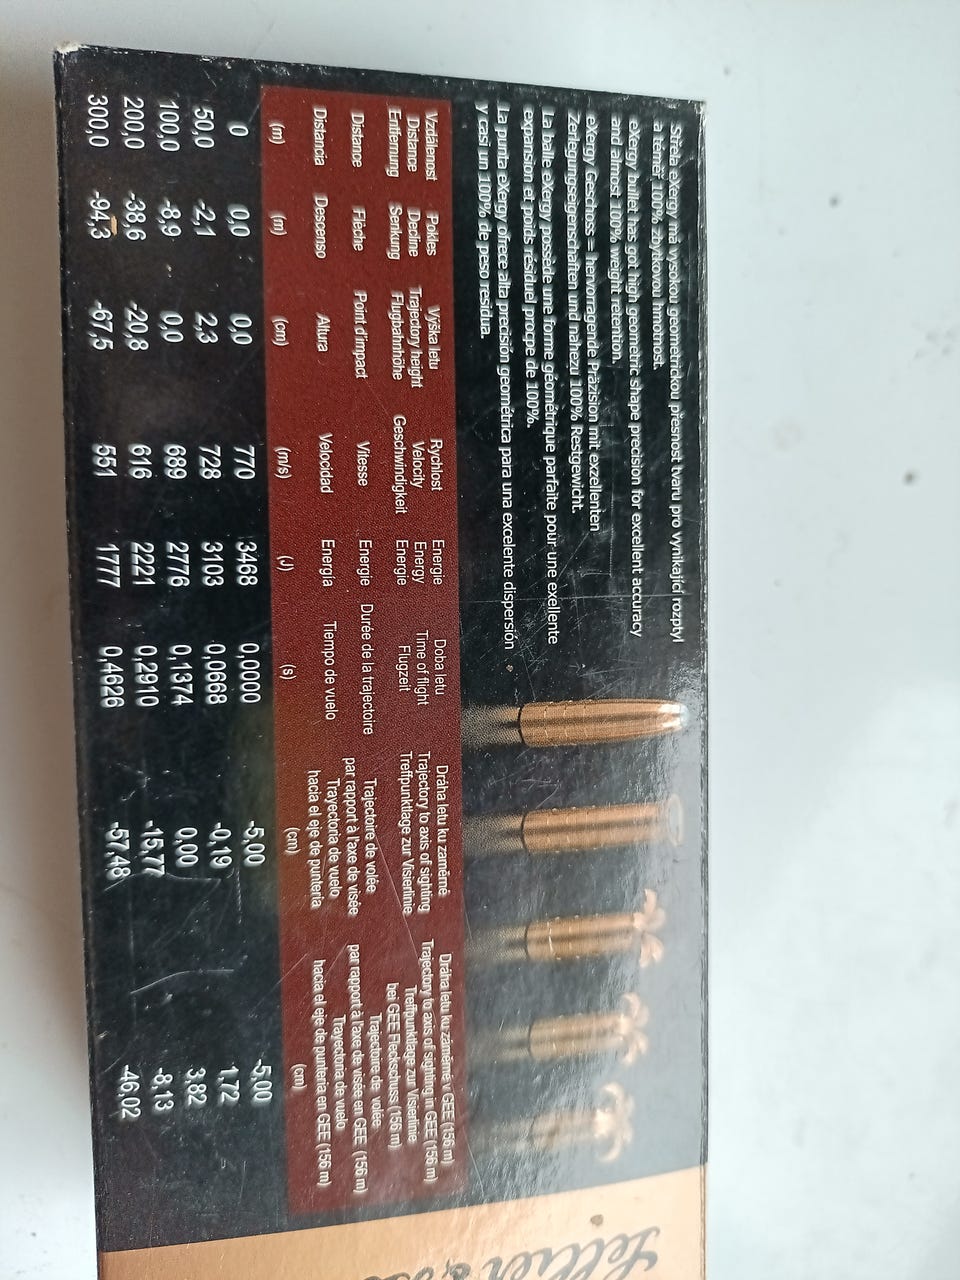 Střela eXergy má vysokou geometrickou přesnost tvaru pro vynikající rozptyl
a téměř 100% zbytkovou hmotnost.
eXergy bullet has got high geometric shape precision for excellent accuracy
and almost 100% weight retention.
eXergy Geschoss = hervorragende Präzision mit exzellenten
Zerlegungseigenschaften und nahezu 100% Restgewicht.
La balle eXergy possède une forme géométrique parfaite pour une exellente
expansion et poids résiduel procpe de 100%.
La punta eXergy ofrece alta precisión geométrica para una excelente dispersión
y casi un 100% de peso residua.
Vzdálenost Pokles Výška letu Rychlost Energie Doba letu Dráha letu ku záměrné Dráha letu ku záměrné v GEE (156 m)
Distance Decline Trajectory height Velocity Energy Time of flight Trajectory to axis of sighting Trajectory to axis of sighting in GEE (156 m)
Entfernung Senkung Flugbahnhöhe Geschwindigkeit Energie Flugzeit Treffpunktlage zur Visierlinie Treffpunktlage zur Visierlinie
bei GEE Fleckschuss (156 m)
Distance Flèche Point d'impact Vitesse Energie Durée de la trajectoire Trajectoire de volée Trajectoire de volée
par rapport à l'axe de visée par rapport à l'axe de visée en GEE (156 m)
Distancia Descenso Altura Velocidad Energía Tiempo de vuelo Trayectoria de vuelo Trayectoria de vuelo
hacia el eje de punteria hacia el eje de punteria en GEE (156 m)
(m) (m) (cm) (m/s) (J) (s) (cm) (cm)
0 0,0 0,0 770 3468 0,0000 -5,00 -5,00
50,0 -2,1 2,3 728 3103 0,0668 -0,19 1,72
100,0 -8,9 0,0 689 2776 0,1374 0,00 3,82
200,0 -38,6 -20,8 616 2221 0,2910 -15,77 -8,13
300,0 -94,3 -67,5 551 1777 0,4626 -57,48 -46,02
Sellier &